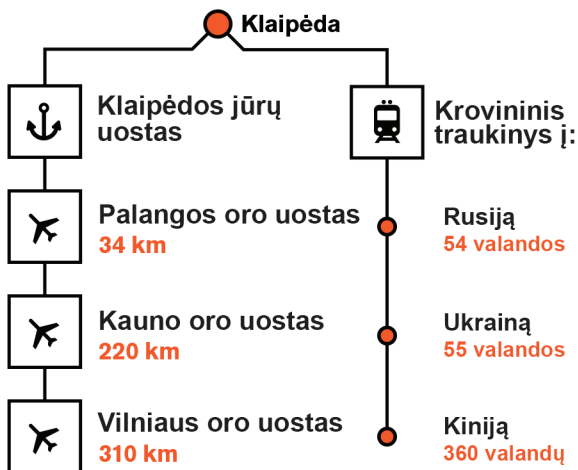 Klaipėda
Klaipėdos jūrų
uostas
Palangos oro uostas
34 km
Kauno oro uostas
220 km
Vilniaus oro uostas
310 km
Krovininis
traukinys į:
Rusiją
54 valandos
Ukrainą
55 valandos
Kiniją
360 valandų